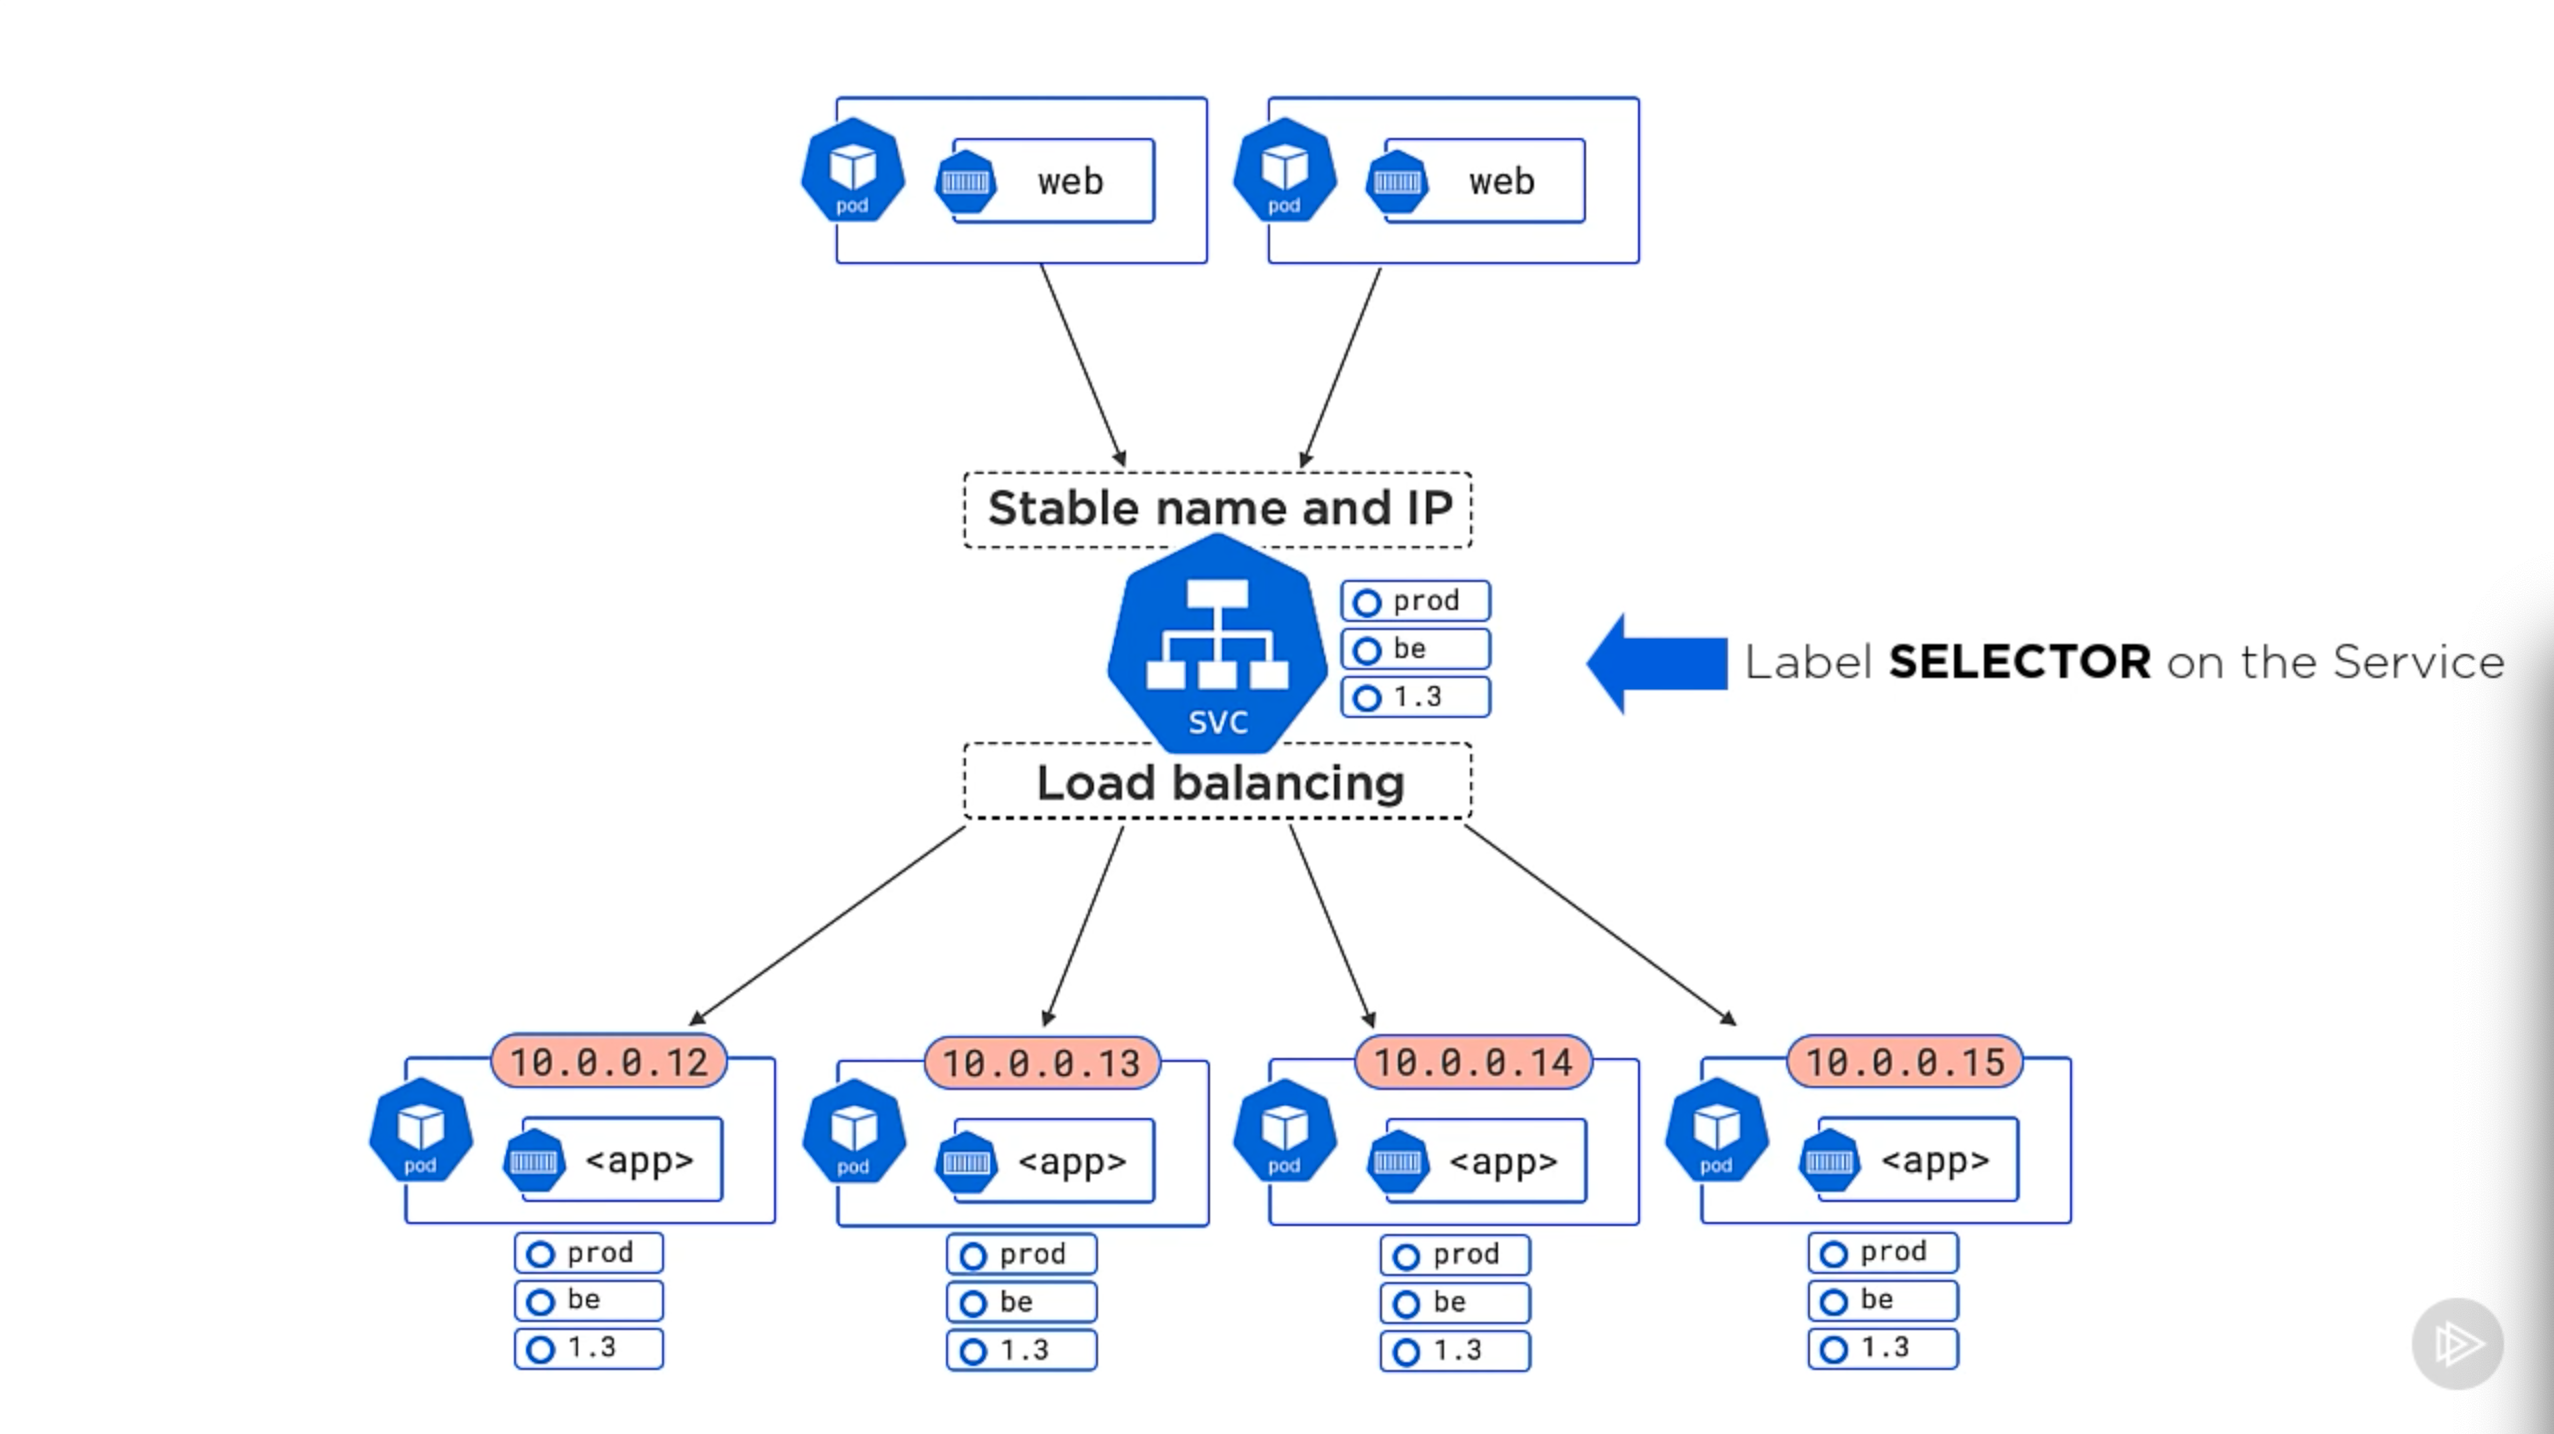 pod
web
pod
web
Stable name and IP
svc
prod
be
1.3
Label SELECTOR on the Service
Load balancing
10.0.0.12
pod
<app>
prod
be
1.3
10.0.0.13
pod
<app>
prod
be
1.3
10.0.0.14
pod
<app>
prod
be
1.3
10.0.0.15
pod
<app>
prod
be
1.3